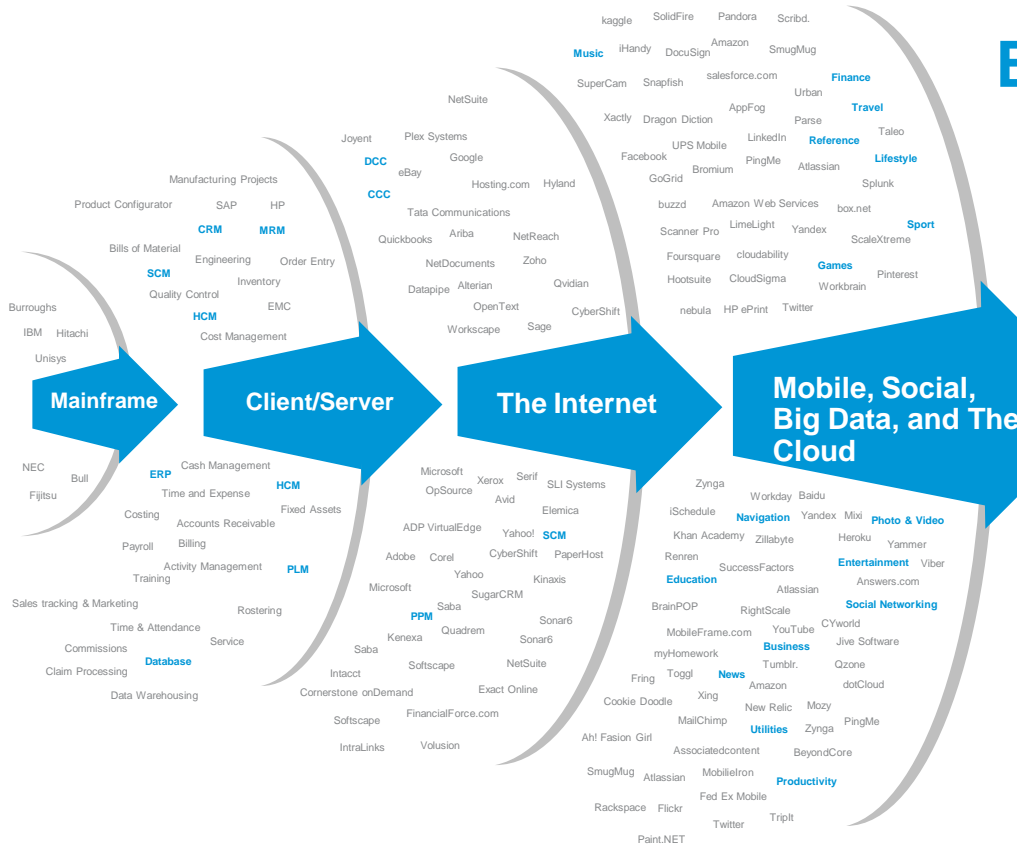 E
Burroughs
IBM
Hitachi
Unisys
Mainframe
NEC
Bull
Fijitsu
Manufacturing Projects
Product Configurator
SAP
HP
CRM
MRM
Bills of Material
Engineering
Order Entry
SCM
Inventory
Quality Control
EMC
HCM
Cost Management
Client/Server
ERP
Cash Management
HCM
Time and Expense
Fixed Assets
Costing
Accounts Receivable
Payroll
Billing
Activity Management
PLM
Training
Sales tracking & Marketing
Rostering
Time & Attendance
Service
Commissions
Database
Claim Processing
Data Warehousing
NetSuite
Joyent
Plex Systems
DCC
Google
eBay
Hosting.com
Hyland
CCC
Tata Communications
Quickbooks
Ariba
NetReach
NetDocuments
Zoho
Datapipe
Alterian
Qvidian
OpenText
CyberShift
Workscape
Sage
The Internet
Microsoft
Xerox
Serif
SLI Systems
OpSource
Avid
Elemica
ADP VirtualEdge
Yahoo!
SCM
Adobe
Corel
CyberShift
PaperHost
Yahoo
Kinaxis
Microsoft
SugarCRM
Saba
PPM
Sonar6
Kenexa
Quadrem
Sonar6
Saba
Softscape
NetSuite
Intacct
Cornerstone onDemand
Exact Online
Softscape
FinancialForce.com
IntraLinks
Volusion
kaggle
SolidFire
Pandora
Scribd.
Music
iHandy
DocuSign
Amazon
SmugMug
SuperCam
Snapfish
salesforce.com
Finance
Urban
Xactly
Dragon Diction
AppFog
Travel
Parse
UPS Mobile
LinkedIn
Reference
Taleo
Facebook
Bromium
PingMe
Atlassian
Lifestyle
GoGrid
Splunk
buzzd
Amazon Web Services
box.net
Scanner Pro
LimeLight
Yandex
Sport
ScaleXtreme
Foursquare
cloudability
Games
Hootsuite
CloudSigma
Pinterest
Workbrain
nebula
HP ePrint
Twitter
Mobile, Social,
Big Data, and The
Cloud
Zynga
Workday
Baidu
iSchedule
Navigation
Yandex
Mixi
Photo & Video
Khan Academy
Zillabyte
Heroku
Yammer
Renren
SuccessFactors
Entertainment
Viber
Education
Atlassian
Answers.com
BrainPOP
RightScale
Social Networking
MobileFrame.com
YouTube
CYworld
myHomework
Business
Jive Software
Fring
Toggl
News
Tumblr.
Qzone
Amazon
dotCloud
Cookie Doodle
Xing
New Relic
Mozy
MailChimp
Utilities
Zynga
PingMe
Ah! Fasion Girl
Associatedcontent
BeyondCore
SmugMug
Atlassian
MobilieIron
Productivity
Rackspace
Flickr
Fed Ex Mobile
Twitter
TripIt
Paint.NET